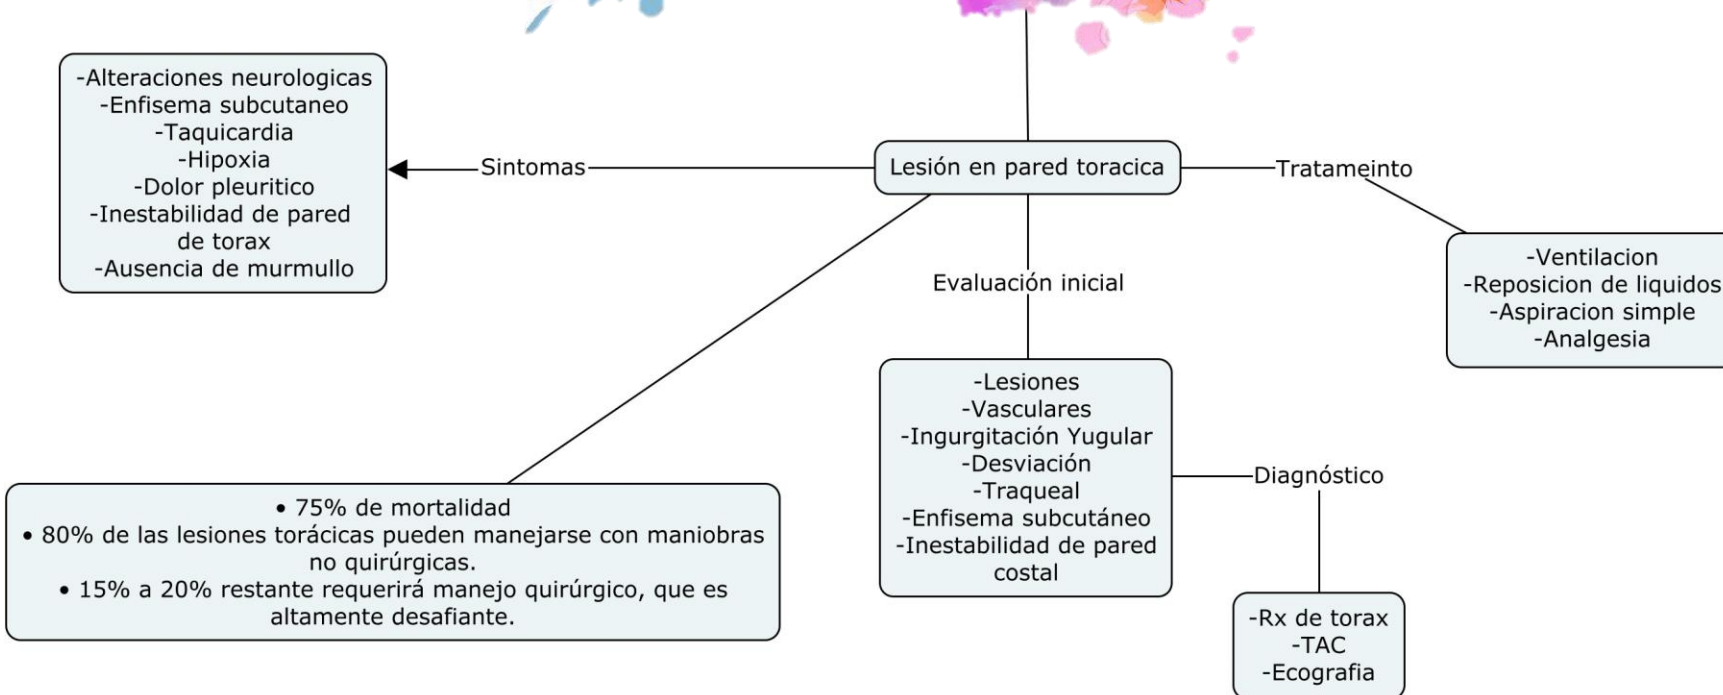 -Alteraciones neurologicas
-Enfisema subcutaneo
-Taquicardia
-Hipoxia
-Dolor pleuritico
-Inestabilidad de pared
de torax
-Ausencia de murmullo
Sintomas
Lesión en pared toracica
Tratameinto
-Ventilacion
-Reposicion de liquidos
-Aspiracion simple
-Analgesia
Evaluación inicial
-Lesiones
-Vasculares
-Ingurgitación Yugular
-Desviación
-Traqueal
-Enfisema subcutáneo
-Inestabilidad de pared
costal
Diagnóstico
-Rx de torax
-TAC
-Ecografia
• 75% de mortalidad
• 80% de las lesiones torácicas pueden manejarse con maniobras
no quirúrgicas.
• 15% a 20% restante requerirá manejo quirúrgico, que es
altamente desafiante.